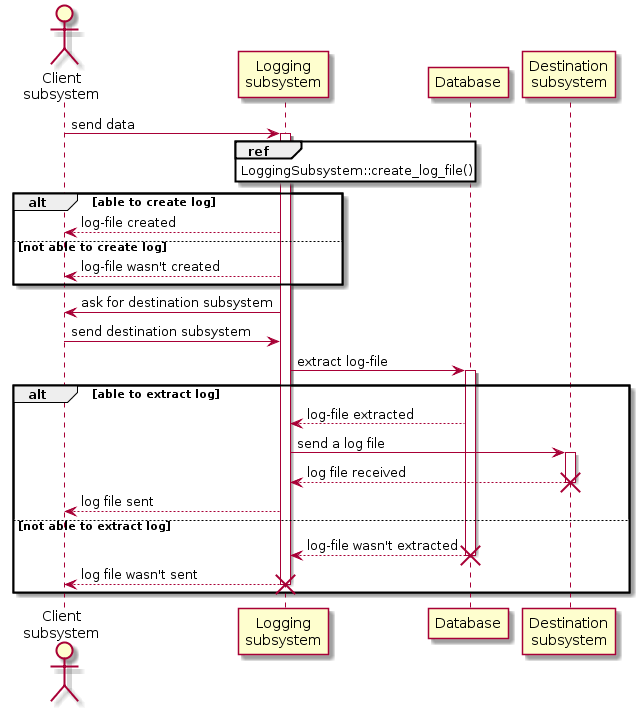 Client
subsystem
Logging
subsystem
Database
Destination
subsystem
send data
ref
LoggingSubsystem::create_log_file()
alt
[able to create log]
log-file created
[not able to create log]
log-file wasn't created
ask for destination subsystem
send destination subsystem
extract log-file
alt
[able to extract log]
log-file extracted
send a log file
log file received
log file sent
[not able to extract log]
log-file wasn't extracted
log file wasn't sent
Client
subsystem
Logging
subsystem
Database
Destination
subsystem